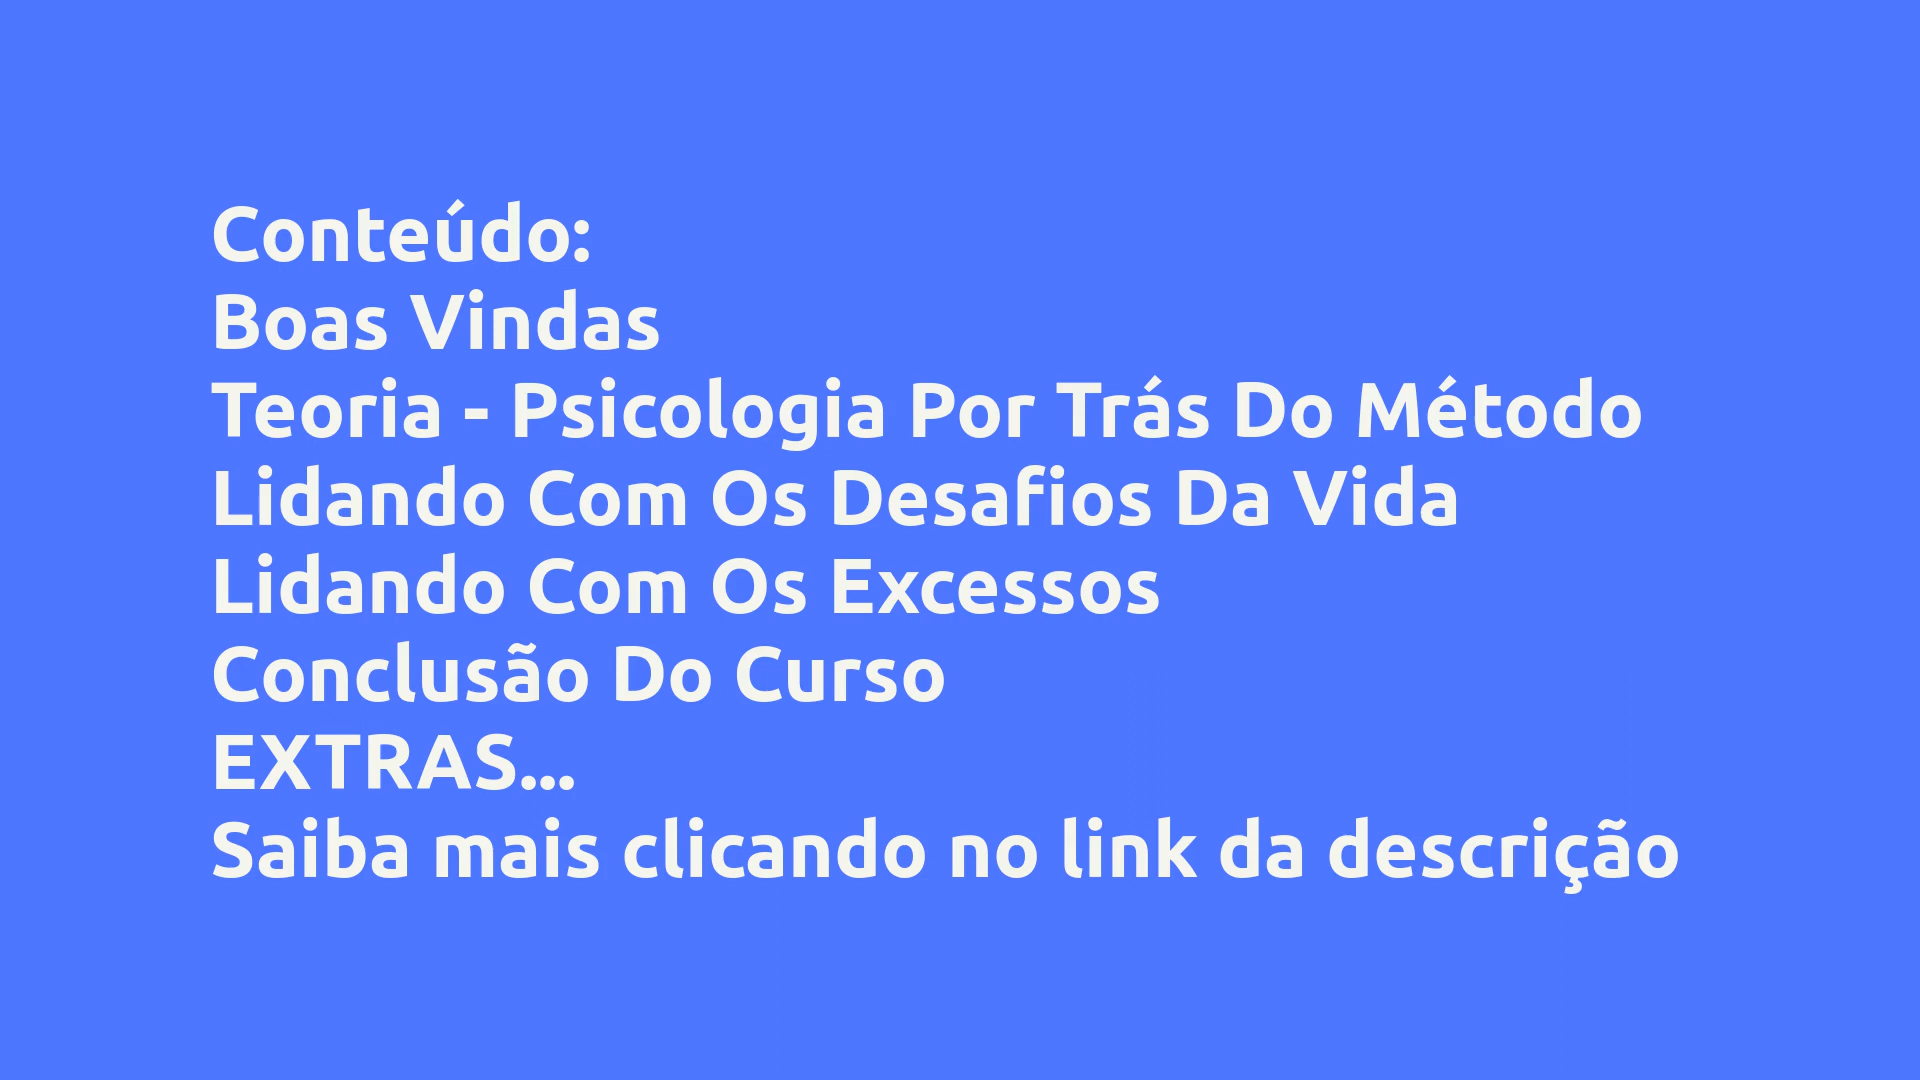 Conteúdo:
Boas Vindas
Teoria - Psicologia Por Trás Do Método
Lidando Com Os Desafios Da Vida
Lidando Com Os Excessos
Conclusão Do Curso
EXTRAS...
Saiba mais clicando no link da descrição